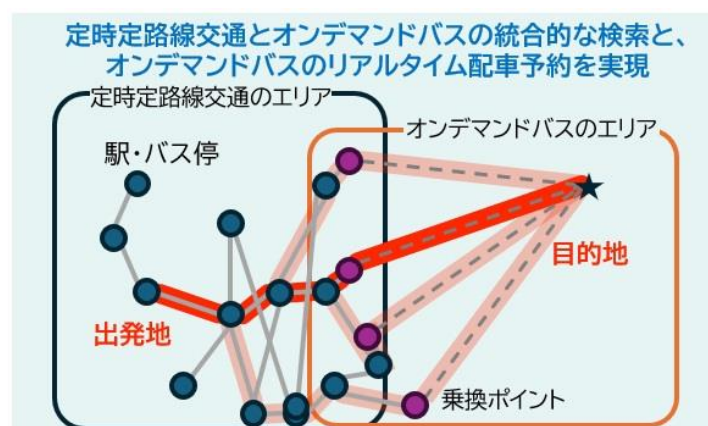 定時定路線交通とオンデマンドバスの統合的な検索と、
オンデマンドバスのリアルタイム配車予約を実現
定時定路線交通のエリア
オンデマンドバスのエリア
駅・バス停
目的地
出発地
乗換ポイント